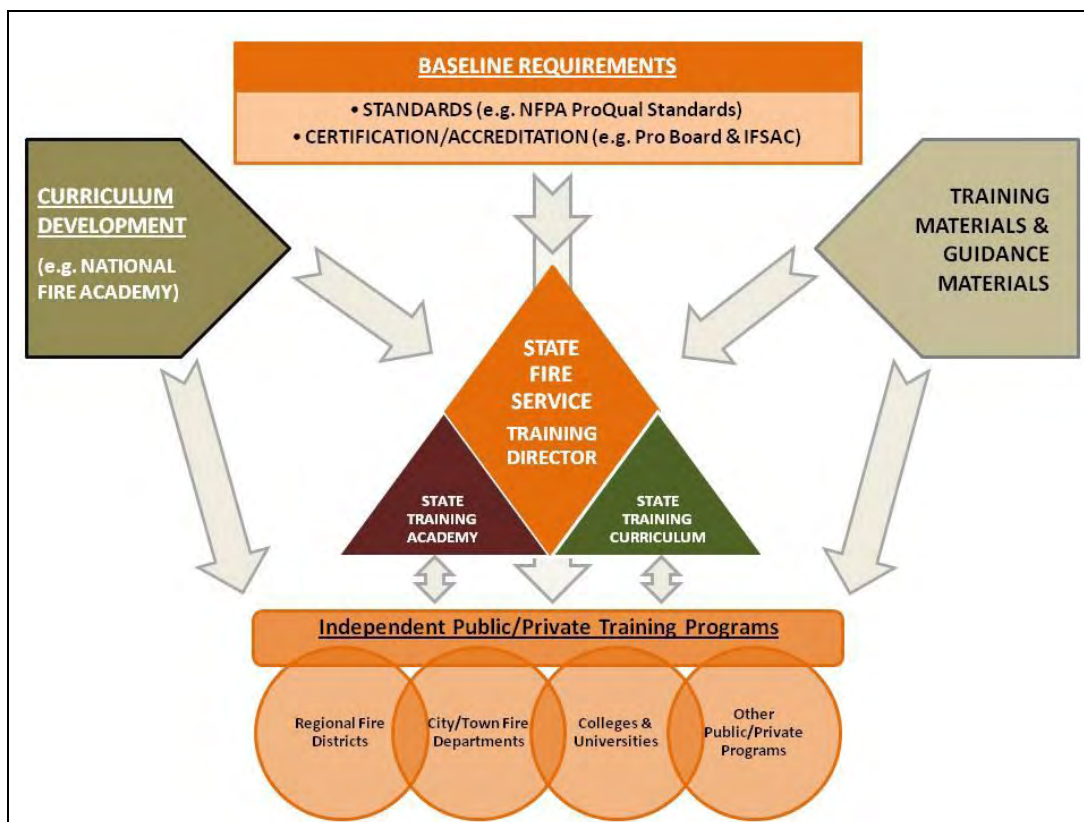 BASELINE REQUIREMENTS
• STANDARDS (e.g. NFPA ProQual Standards)
• CERTIFICATION/ACCREDITATION (e.g. Pro Board & IFSAC)
CURRICULUM
DEVELOPMENT
(e.g. NATIONAL
FIRE ACADEMY)
TRAINING
MATERIALS &
GUIDANCE
MATERIALS
STATE
FIRE
SERVICE
TRAINING
DIRECTOR
STATE
TRAINING
ACADEMY
STATE
TRAINING
CURRICULUM
Independent Public/Private Training Programs
Regional Fire
Districts
City/Town Fire
Departments
Colleges &
Universities
Other
Public/Private
Programs